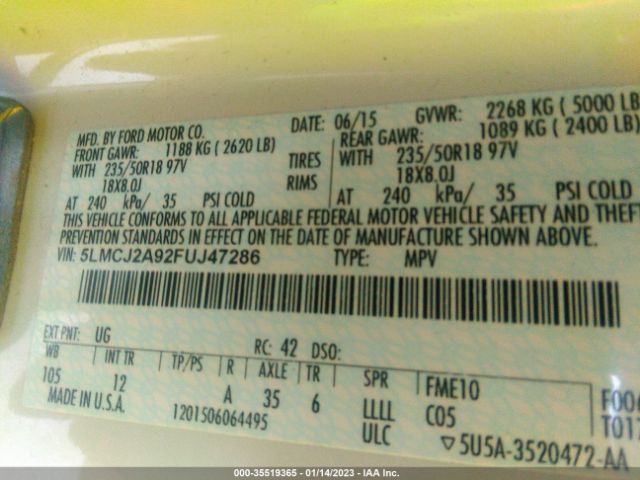 MFD. BY FORD MOTOR CO.
DATE: 06/15 GVWR: 2268 KG ( 5000 LB
FRONT GAWR: 1188 KG ( 2620 LB)
REAR GAWR: 1089 KG ( 2400 LB)
WITH 235/50R18 97V TIRES WITH 235/50R18 97V
18X8.0J RIMS 18X8.0J
AT 240 kPa/ 35 PSI COLD AT 240 kPa/ 35 PSI COLD
THIS VEHICLE CONFORMS TO ALL APPLICABLE FEDERAL MOTOR VEHICLE SAFETY AND THEFT
PREVENTION STANDARDS IN EFFECT ON THE DATE OF MANUFACTURE SHOWN ABOVE.
VIN: 5LMCJ2A92FUJ47286 TYPE: MPV
EXT PNT: UG RC: 42 DSO:
WB INT TR TP/PS R AXLE TR SPR FME10
105 12 A 35 6 LLLL C05
MADE IN U.S.A. 1201506064495 ULC ▽5U5A-3520472-AA
F006
T017
000-35519365 - 01/14/2023 - IAA Inc.